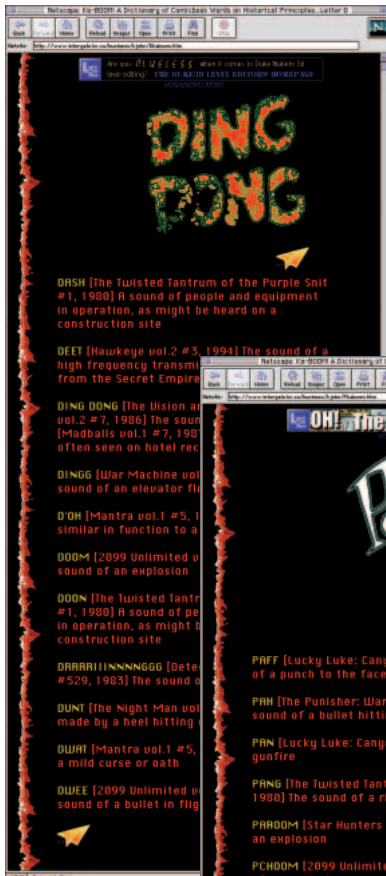 Netscape Ka-BOOM! A Dictionary of Comicbook Words on Historical Principles, Letter D
Back
Forward
Home
Reload
Images
Open
Print
Find
Stop
N
Netsite:
Are you CLUELESS when it comes to Duke Nukem 3d
level editing? THE DUKE3D LEVEL EDITORS HOMEPAGE
DING
DONG
DASH [The Twisted Tantrum of the Purple Snit
#1, 1980] A sound of people and equipment
in operation, as might be heard on a
construction site
DEET [Hawkeye vol.2 #3, 1994] The sound of a
high frequency transmi
from the Secret Empire
DING DONG [The Vision a
vol.2 #7, 1986] The soun
[Madballs vol.1 #7, 198
often seen on hotel rec
DINGG [War Machine vol
sound of an elevator fl
D'OH [Mantra vol.1 #5, 1
similar in function to a
DOOM [2099 Unlimited v
sound of an explosion
DOON [The Twisted Tantr
#1, 1980] A sound of pe
in operation, as might b
construction site
DRRRAIIINNNNGGG [Dete
#529, 1983] The sound o
DUNT [The Night Man vol
made by a heel hitting
DWAT [Mantra vol.1 #5,
a mild curse or oath
DWEE [2099 Unlimited v
sound of a bullet in flig
Netscape Ka-BOOM! A Dictionary of
Back
Forward
Home
Reload
Images
Open
Print
Netsite:
OH! The
PAFF [Lucky Luke: Cany
of a punch to the face
PAH [The Punisher: War
sound of a bullet hitti
PAN [Lucky Luke: Cany
gunfire
PANG [The Twisted Tant
1980] The sound of a r
PAROOM [Star Hunters
an explosion
PCHOOM [2099 Unlimite